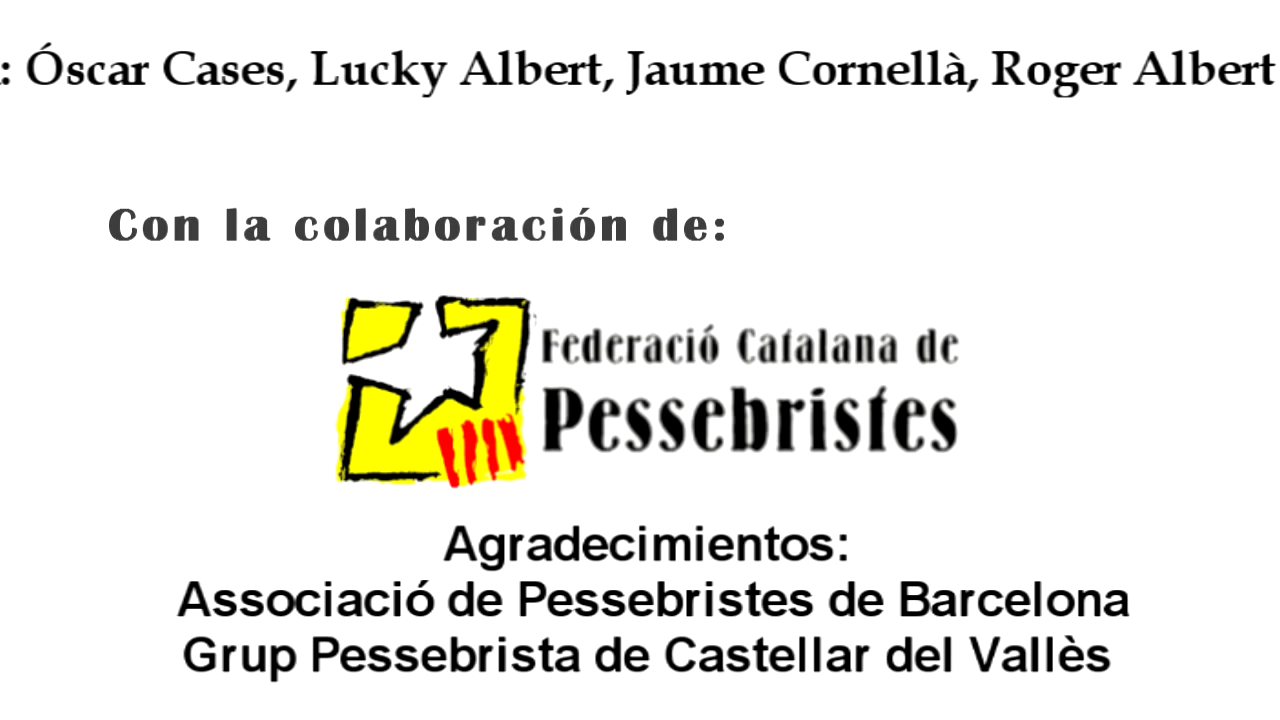 : Óscar Cases, Lucky Albert, Jaume Cornellà, Roger Albert
Con la colaboración de:
Federació Catalana de
Pessebristes
Agradecimientos:
Associació de Pessebristes de Barcelona
Grup Pessebrista de Castellar del Vallès